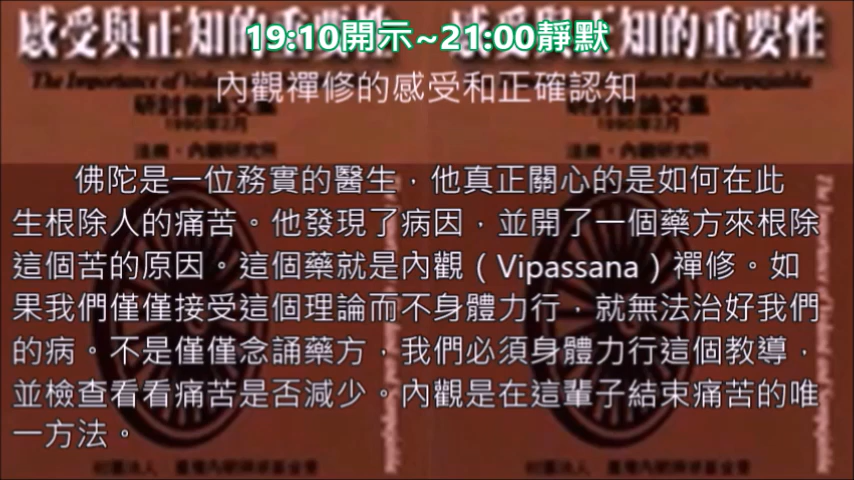 感受與正知的重要性
19:10開示~21:00靜默
內觀禪修的感受和正確認知
研討會論文集
1990年2月
佛陀是一位務實的醫生，他真正關心的是如何在此
生根除人的痛苦。他發現了病因，並開了一個藥方來根除
這個苦的原因。這個藥就是內觀（Vipassana）禪修。如
果我們僅僅接受這個理論而不身體力行，就無法治好我們
的病。不是僅僅念誦藥方，我們必須身體力行這個教導，
並檢查看看痛苦是否減少。內觀是在這輩子結束痛苦的唯
一方法。